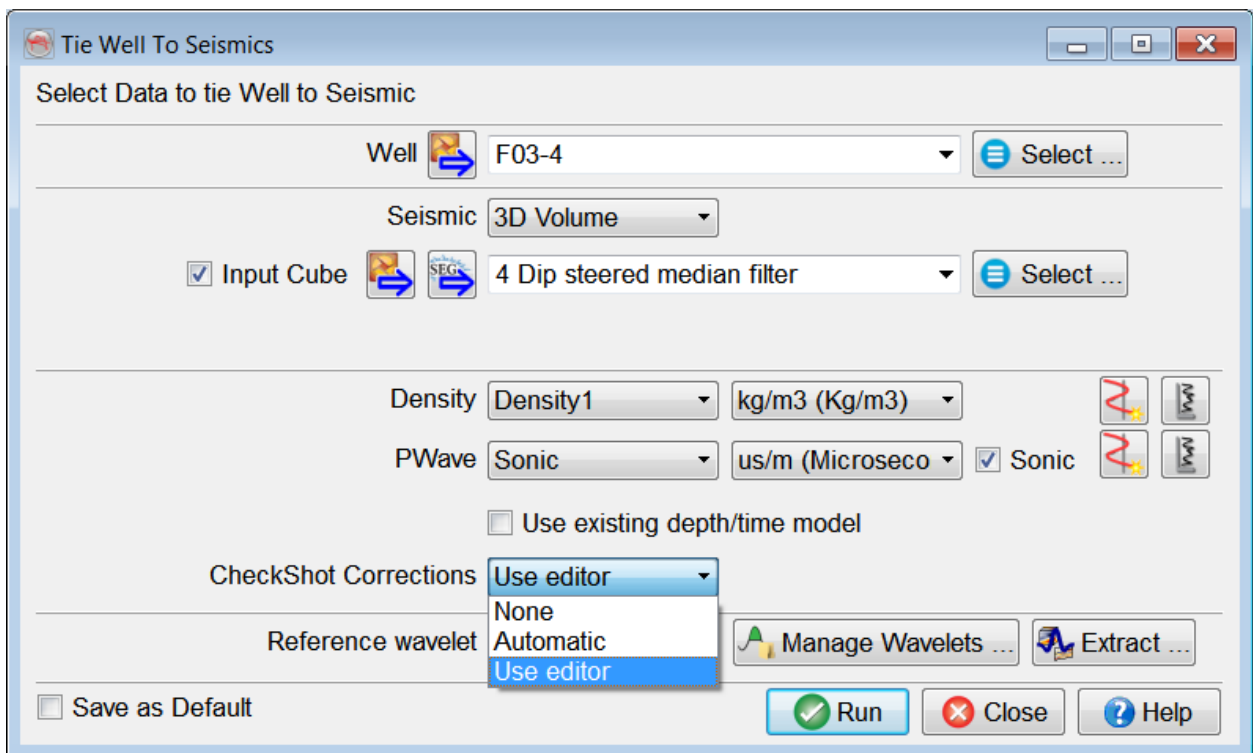 Tie Well To Seismics
Select Data to tie Well to Seismic
Well F03-4 Select ...
Seismic 3D Volume
Input Cube SEG 4 Dip steered median filter Select ...
Density Density1 kg/m3 (Kg/m3)
PWave Sonic us/m (Microseco Sonic
Use existing depth/time model
CheckShot Corrections Use editor
None
Reference wavelet Automatic Manage Wavelets ... Extract ...
Use editor
Save as Default Run Close Help